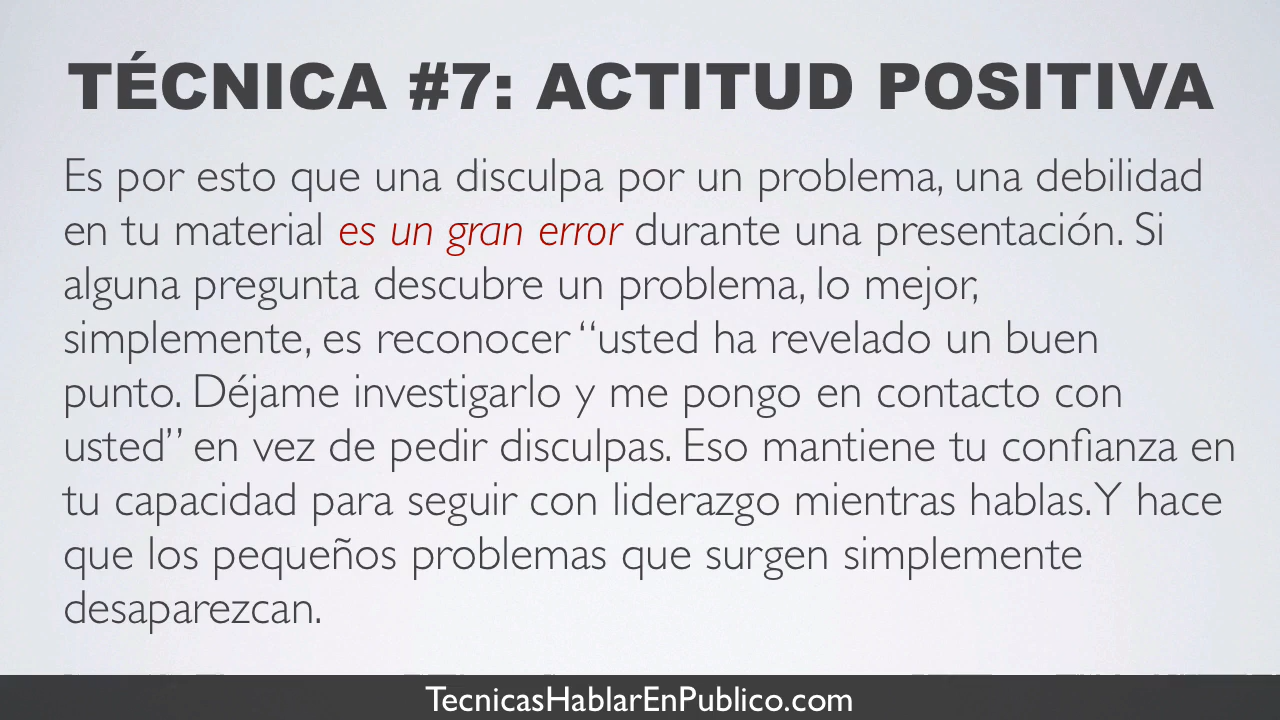 TÉCNICA #7: ACTITUD POSITIVA
Es por esto que una disculpa por un problema, una debilidad
en tu material es un gran error durante una presentación. Si
alguna pregunta descubre un problema, lo mejor,
simplemente, es reconocer “usted ha revelado un buen
punto. Déjame investigarlo y me pongo en contacto con
usted” en vez de pedir disculpas. Eso mantiene tu confianza en
tu capacidad para seguir con liderazgo mientras hablas. Y hace
que los pequeños problemas que surgen simplemente
desaparezcan.
TecnicasHablarEnPublico.com